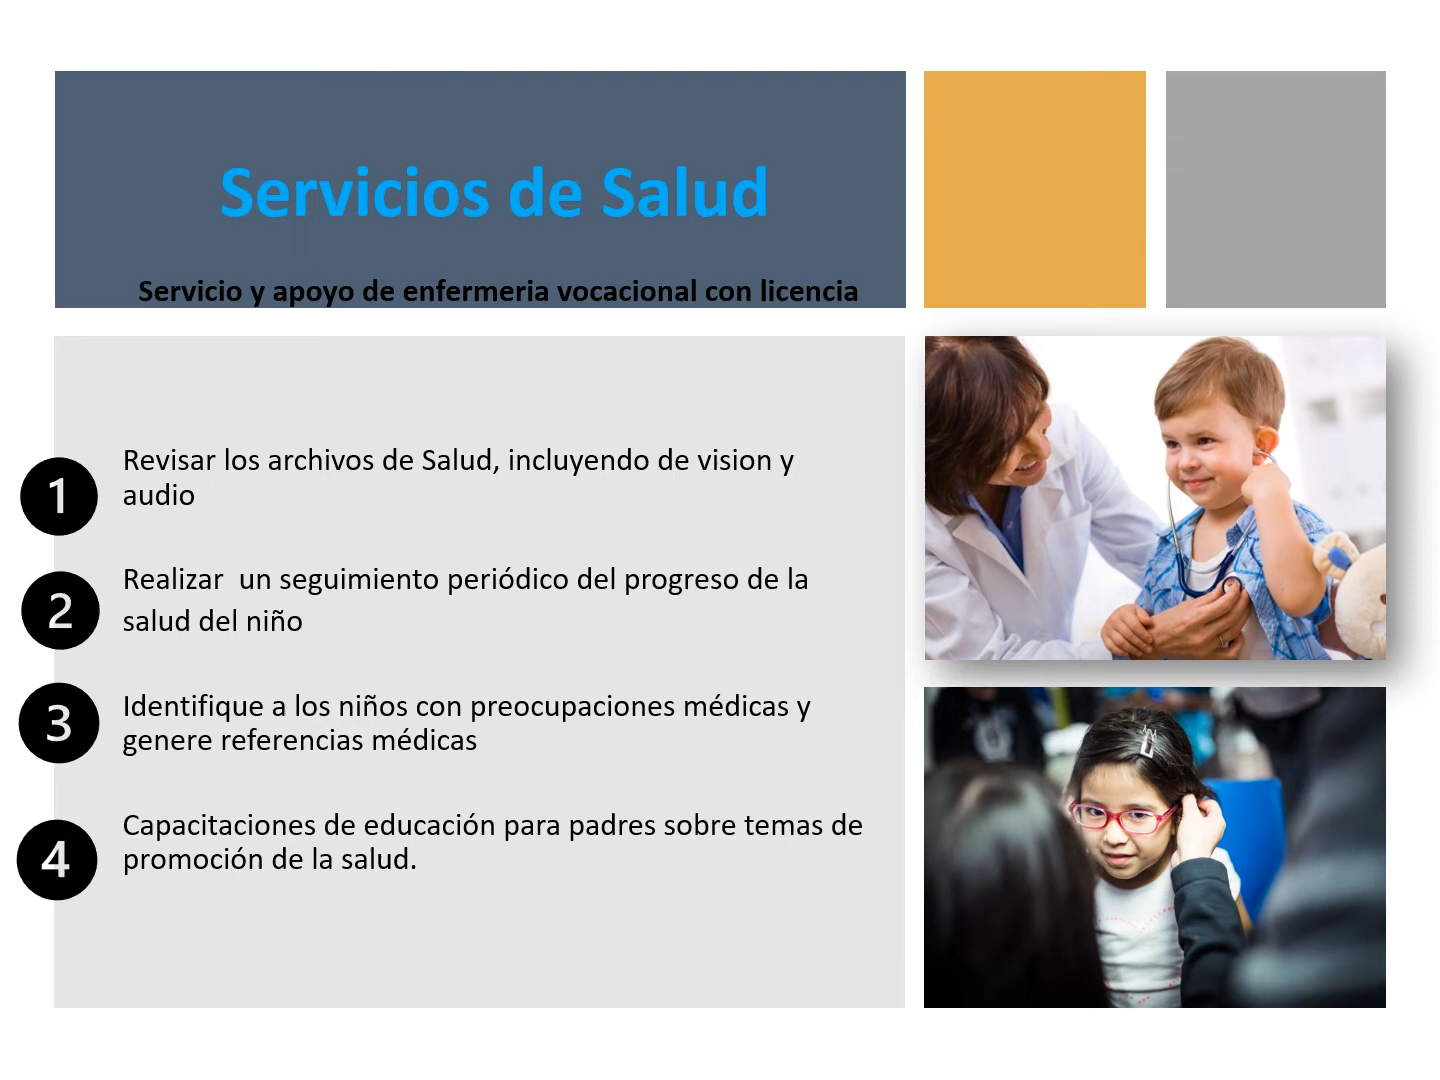 Servicios de Salud
Servicio y apoyo de enfermeria vocacional con licencia
1
Revisar los archivos de Salud, incluyendo de vision y
audio
2
Realizar  un seguimiento periódico del progreso de la
salud del niño
3
Identifique a los niños con preocupaciones médicas y
genere referencias médicas
4
Capacitaciones de educación para padres sobre temas de
promoción de la salud.